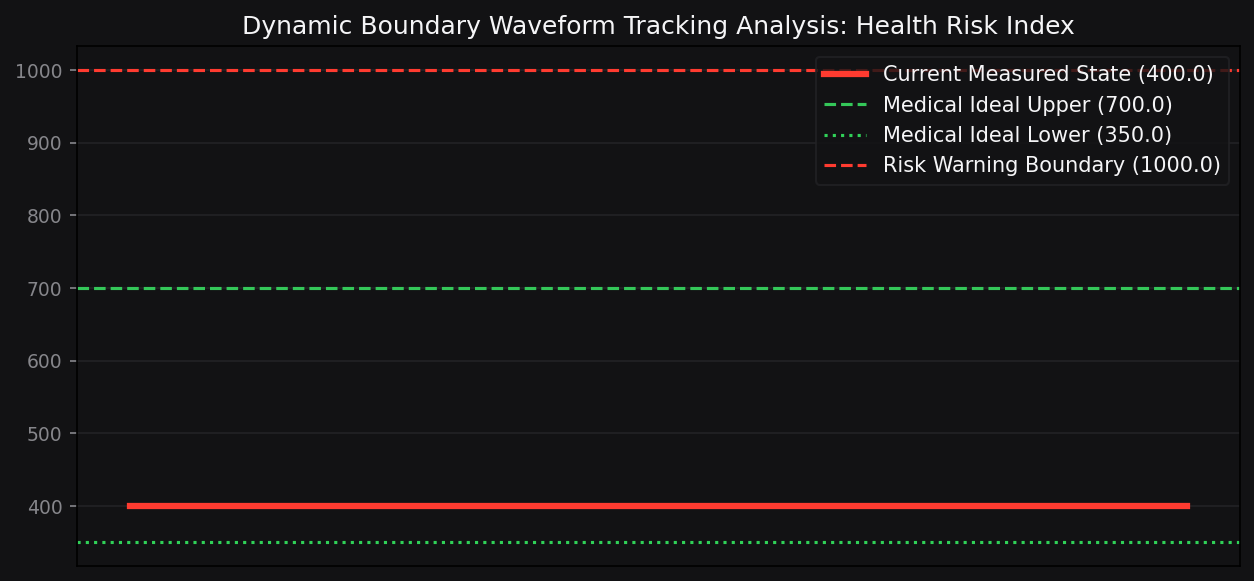 Dynamic Boundary Waveform Tracking Analysis: Health Risk Index
1000
900
800
700
600
500
400
Current Measured State (400.0)
Medical Ideal Upper (700.0)
Medical Ideal Lower (350.0)
Risk Warning Boundary (1000.0)